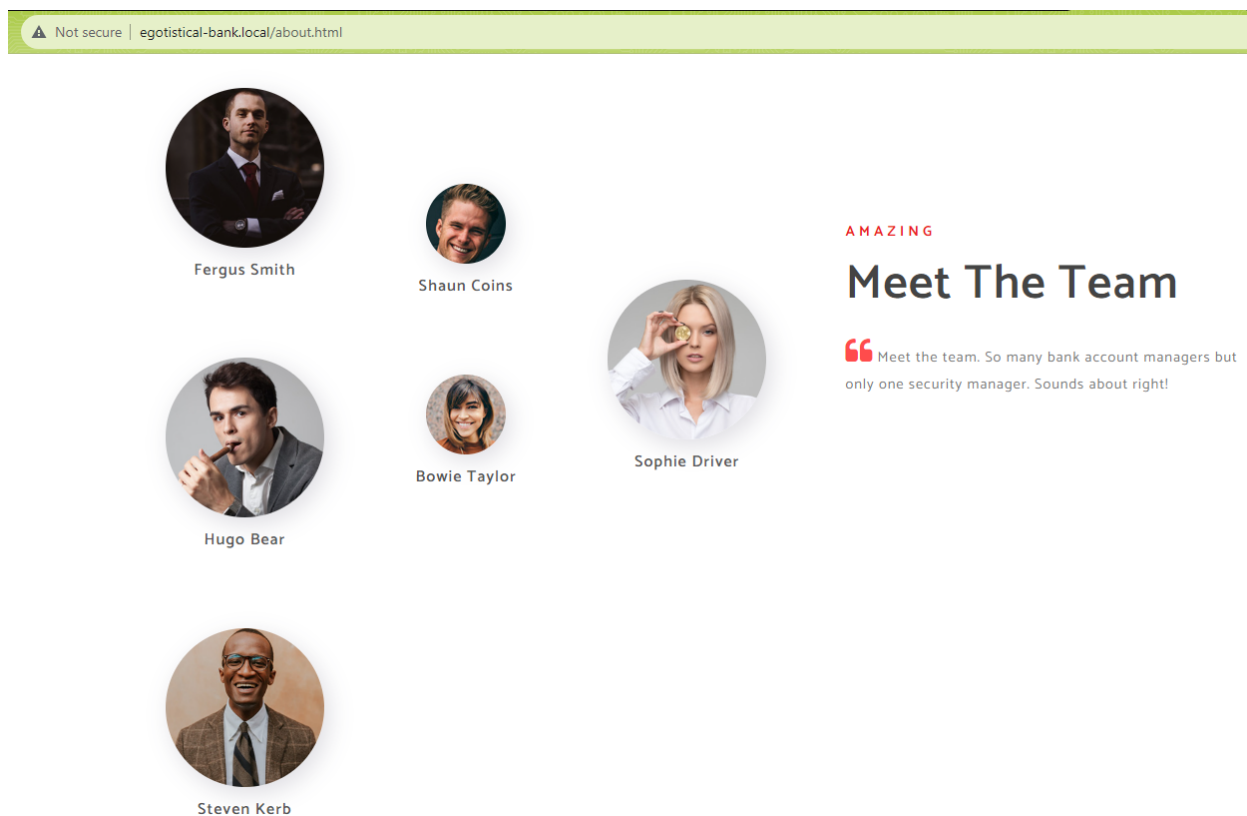 Not secure | egotistical-bank.local/about.html
Fergus Smith
Shaun Coins
Hugo Bear
Bowie Taylor
Sophie Driver
Steven Kerb
AMAZING
Meet The Team
“ Meet the team. So many bank account managers but
only one security manager. Sounds about right!